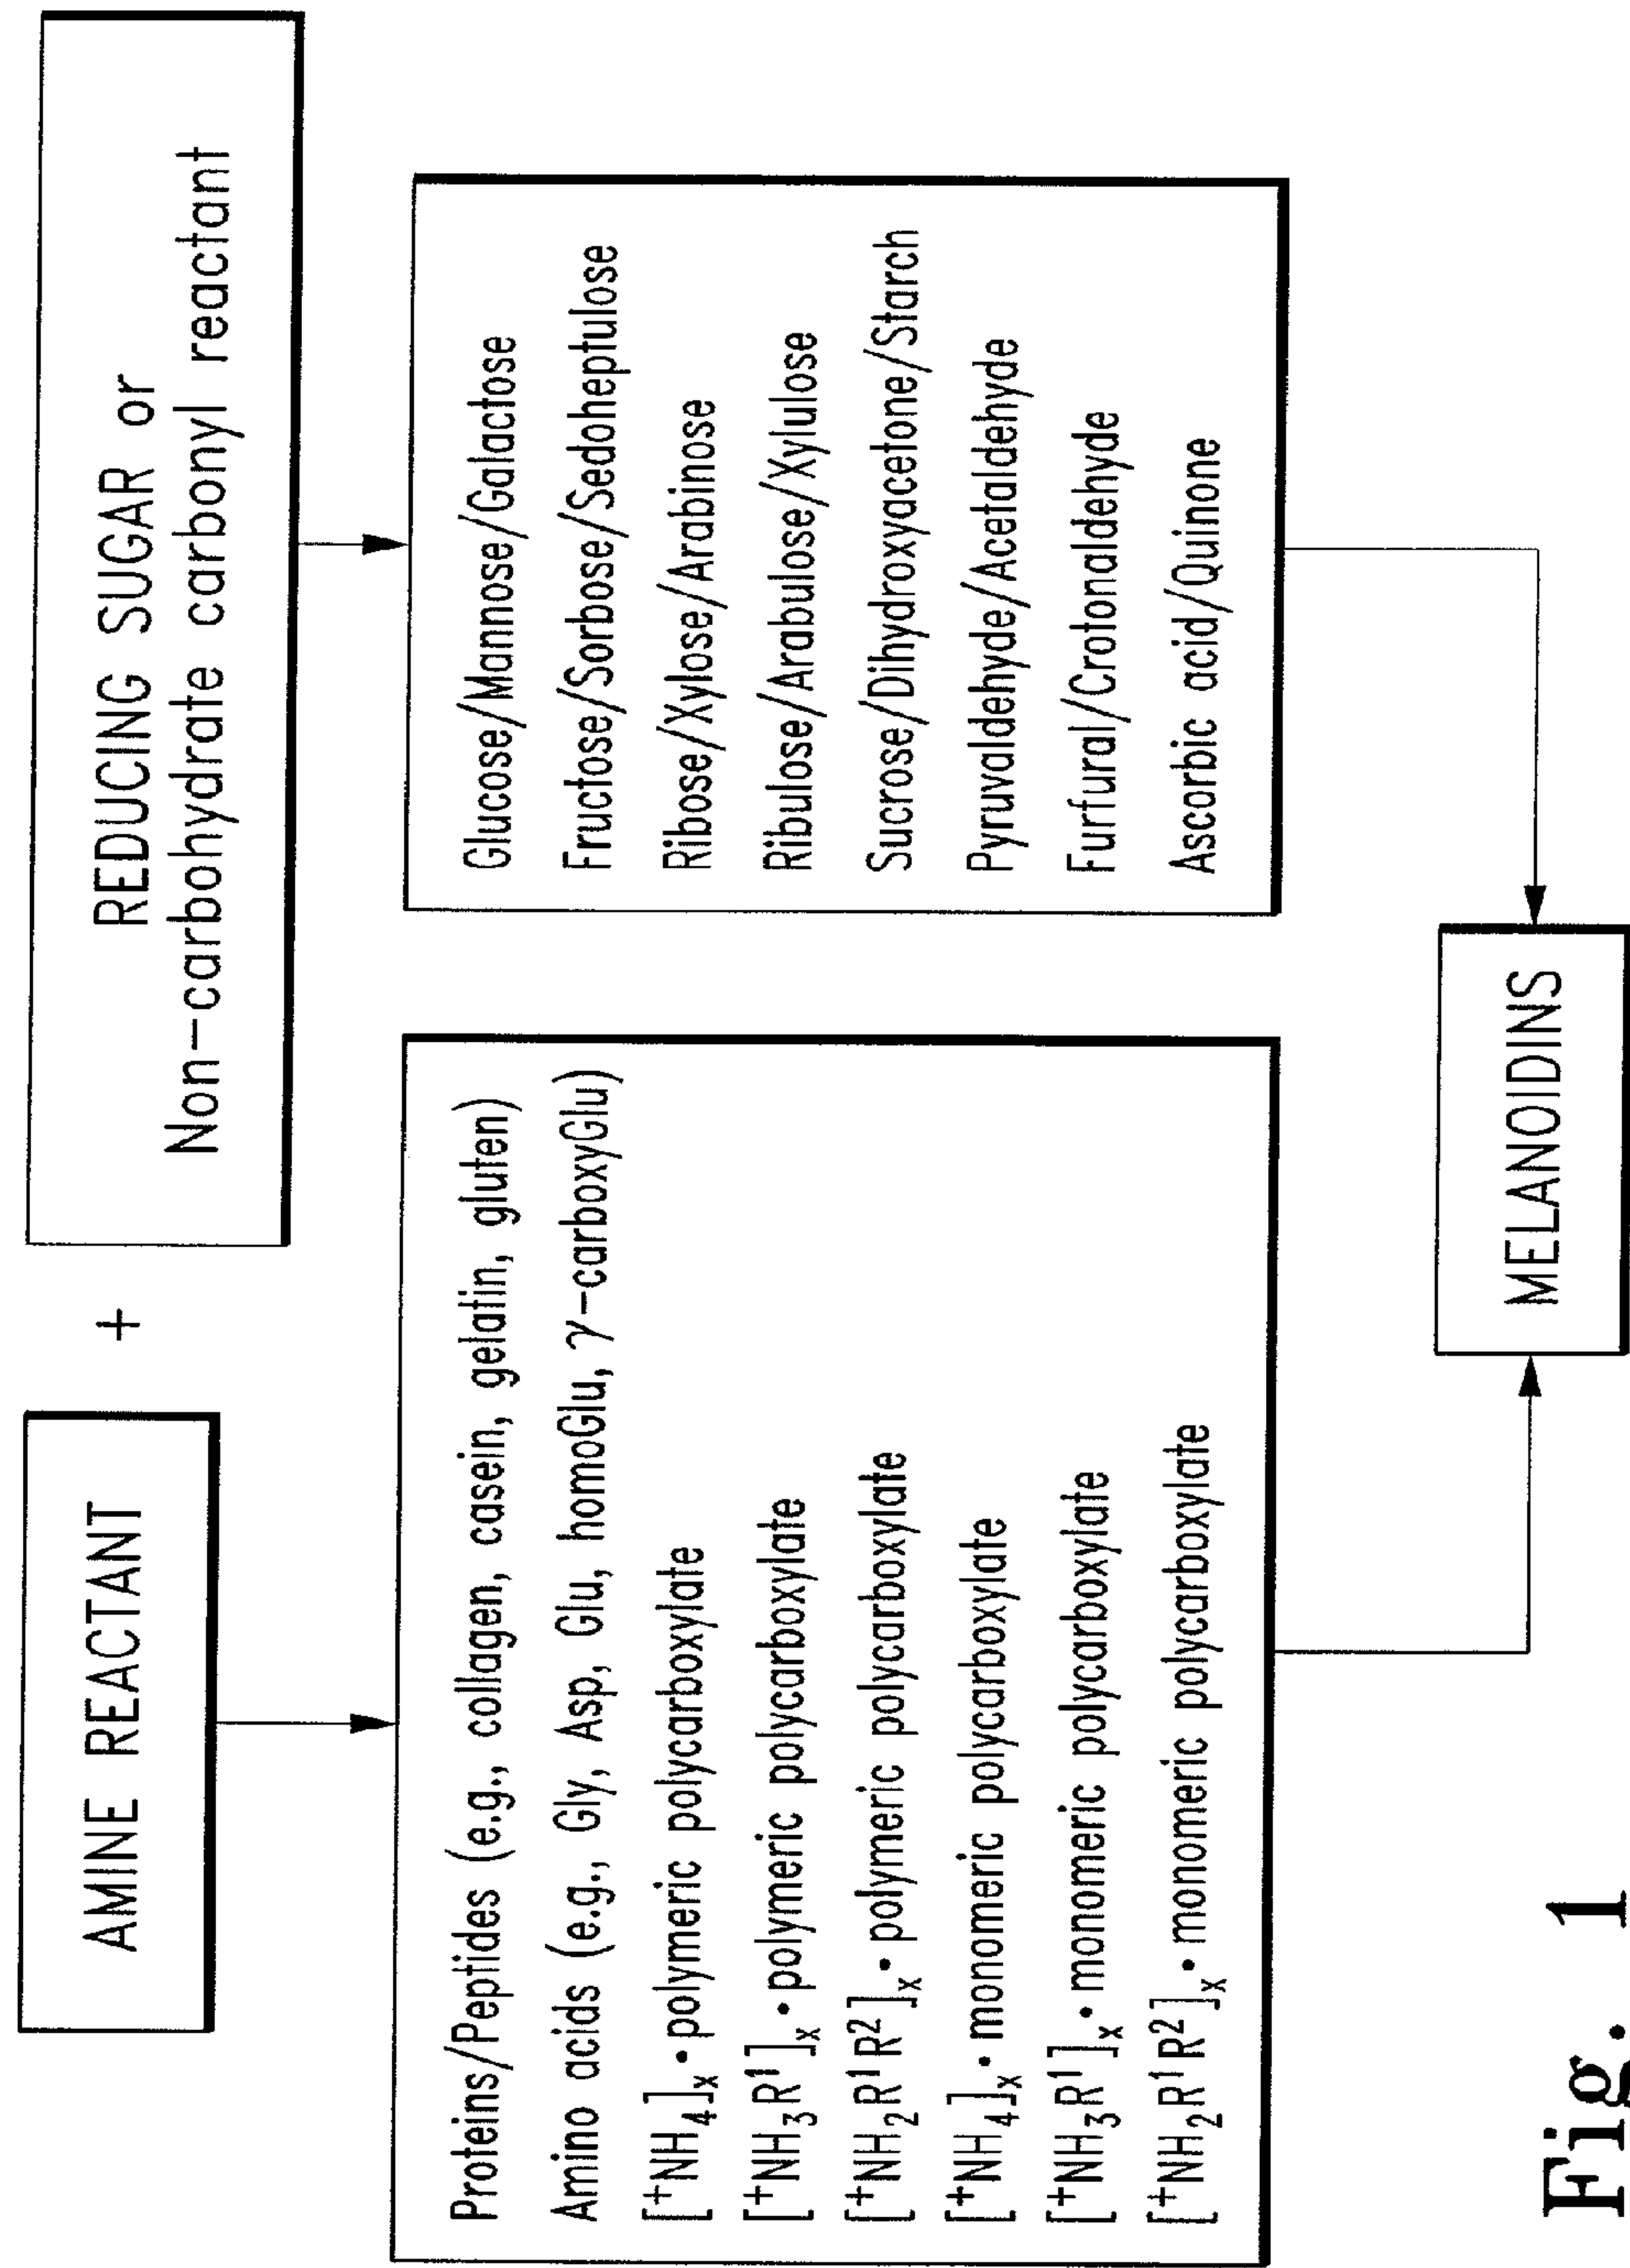 AMINE REACTANT
+
REDUCING SUGAR or
Non-carbohydrate carbonyl reactant
Proteins/Peptides (e.g., collagen, casein, gelatin, gluten)
Amino acids (e.g., Gly, Asp, Glu, homoGlu, γ-carboxyGlu)
[⁺NH₄]ₓ•polymeric polycarboxylate
[⁺NH₃R¹]ₓ•polymeric polycarboxylate
[⁺NH₂R¹R²]ₓ•polymeric polycarboxylate
[⁺NH₄]ₓ•monomeric polycarboxylate
[⁺NH₃R¹]ₓ•monomeric polycarboxylate
[⁺NH₂R¹R²]ₓ•monomeric polycarboxylate
Glucose/Mannose/Galactose
Fructose/Sorbose/Sedoheptulose
Ribose/Xylose/Arabinose
Ribulose/Arabulose/Xylulose
Sucrose/Dihydroxyacetone/Starch
Pyruvaldehyde/Acetaldehyde
Furfural/Crotonaldehyde
Ascorbic acid/Quinone
MELANOIDINS
Fig. 1